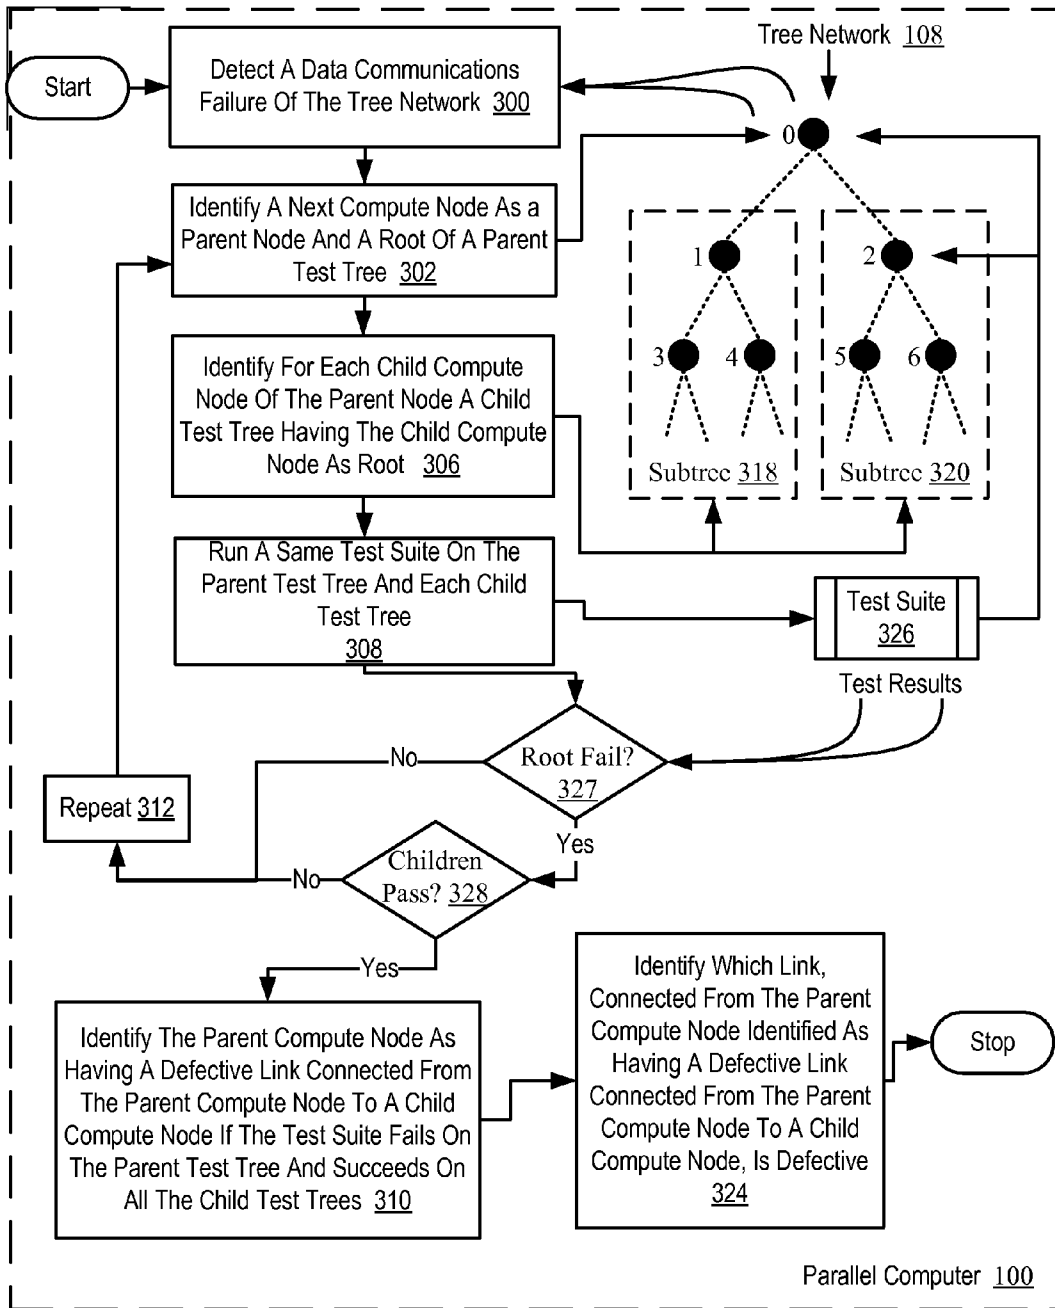 Start
Detect A Data Communications
Failure Of The Tree Network 300
Tree Network 108
0
Identify A Next Compute Node As a
Parent Node And A Root Of A Parent
Test Tree 302
1
2
Identify For Each Child Compute
Node Of The Parent Node A Child
Test Tree Having The Child Compute
Node As Root 306
3
4
5
6
Subtree 318
Subtree 320
Run A Same Test Suite On The
Parent Test Tree And Each Child
Test Tree
308
Test Suite
326
Test Results
Root Fail?
327
No
Yes
Repeat 312
Children
Pass? 328
No
Yes
Identify The Parent Compute Node As
Having A Defective Link Connected From
The Parent Compute Node To A Child
Compute Node If The Test Suite Fails On
The Parent Test Tree And Succeeds On
All The Child Test Trees 310
Identify Which Link,
Connected From The Parent
Compute Node Identified As
Having A Defective Link
Connected From The Parent
Compute Node To A Child
Compute Node, Is Defective
324
Stop
Parallel Computer 100